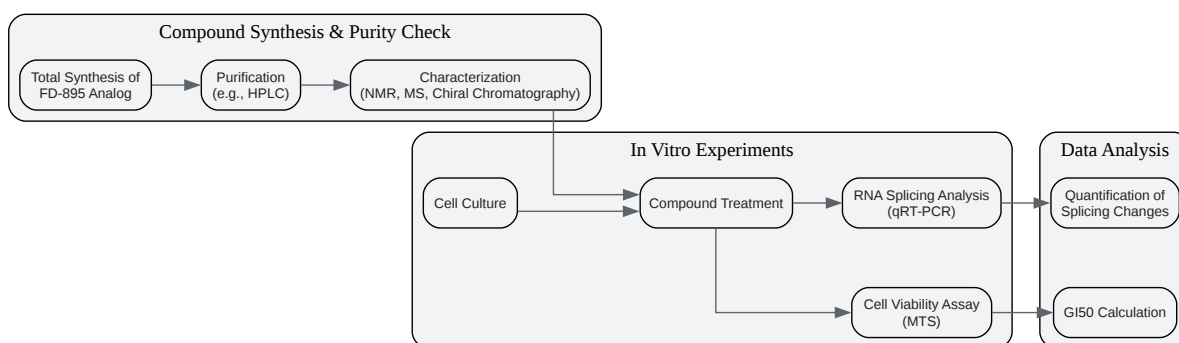 Compound Synthesis & Purity Check
Total Synthesis of
FD-895 Analog
Purification
(e.g., HPLC)
Characterization
(NMR, MS, Chiral Chromatography)
In Vitro Experiments
Cell Culture
Compound Treatment
RNA Splicing Analysis
(qRT-PCR)
Cell Viability Assay
(MTS)
Data Analysis
Quantification of
Splicing Changes
GI50 Calculation